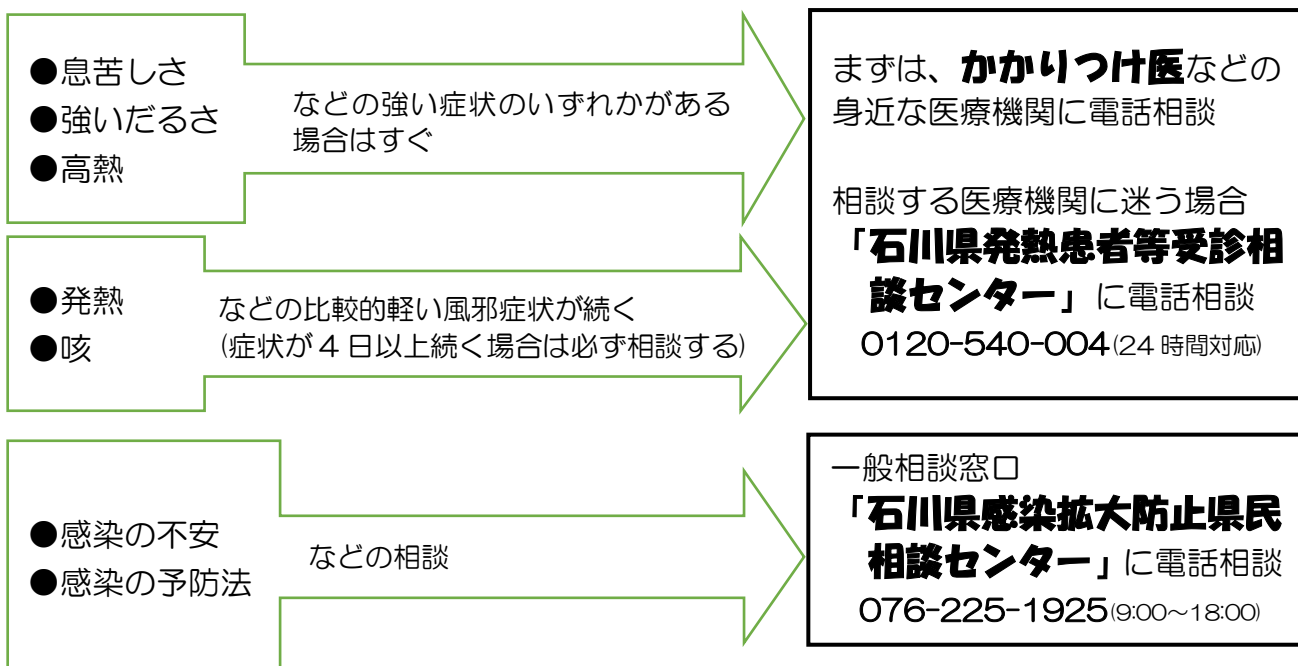 ●息苦しさ
●強いだるさ
●高熱
などの強い症状のいずれかがある
場合はすぐ
●発熱
●咳
などの比較的軽い風邪症状が続く
(症状が4日以上続く場合は必ず相談する)
まずは、かかりつけ医などの
身近な医療機関に電話相談
相談する医療機関に迷う場合
「石川県発熱患者等受診相
談センター」に電話相談
0120-540-004(24時間対応)
●感染の不安
●感染の予防法
などの相談
一般相談窓口
「石川県感染拡大防止県民
相談センター」に電話相談
076-225-1925(9:00～18:00)